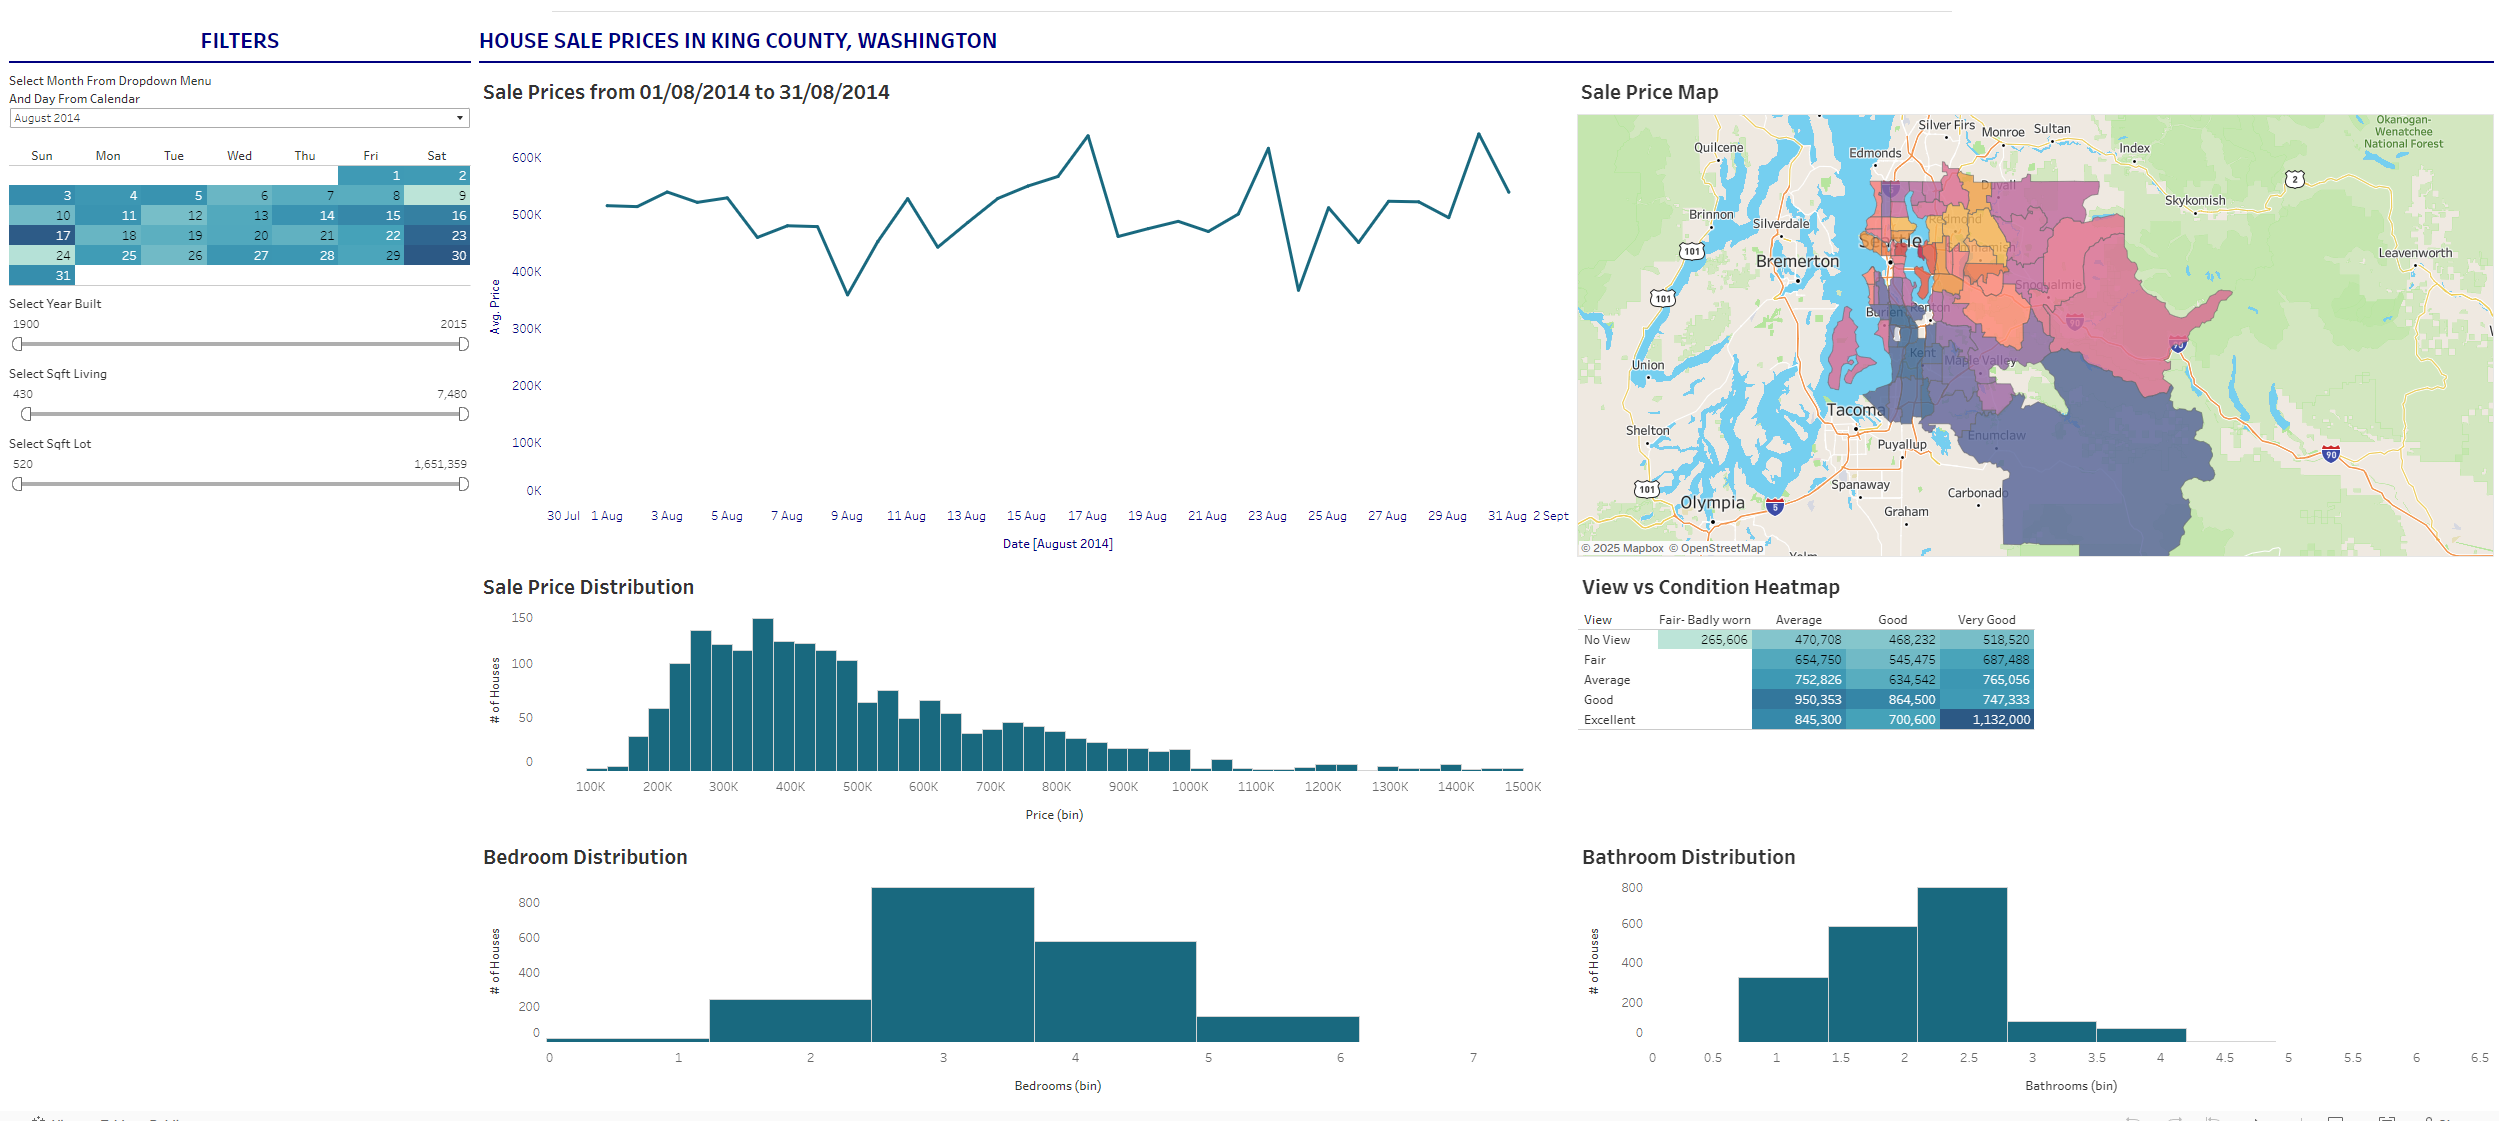 FILTERS
Select Month From Dropdown Menu
And Day From Calendar
August 2014
Sun Mon Tue Wed Thu Fri Sat
1 2
3 4 5 6 7 8 9
10 11 12 13 14 15 16
17 18 19 20 21 22 23
24 25 26 27 28 29 30
31
Select Year Built
1900 2015
Select Sqft Living
430 7,480
Select Sqft Lot
520 1,651,359
HOUSE SALE PRICES IN KING COUNTY, WASHINGTON
Sale Prices from 01/08/2014 to 31/08/2014
Avg. Price
600K
500K
400K
300K
200K
100K
0K
30 Jul 1 Aug 3 Aug 5 Aug 7 Aug 9 Aug 11 Aug 13 Aug 15 Aug 17 Aug 19 Aug 21 Aug 23 Aug 25 Aug 27 Aug 29 Aug 31 Aug 2 Sept
Date [August 2014]
Sale Price Map
Okanogan-
Wenatchee
National Forest
Silver Firs
Monroe
Sultan
Index
Quilcene
Edmonds
2
Duvall
Skykomish
Brinnon
Silverdale
Redmond
Seattle
Sammamish
101
Bremerton
Leavenworth
Snoqualmie
101
Burien
Renton
90
90
Kent
Maple Valley
Union
Tacoma
Shelton
Puyallup
Enumclaw
90
101
Spanaway
Carbonado
Olympia
5
Graham
Yelm
© 2025 Mapbox © OpenStreetMap
Sale Price Distribution
# of Houses
150
100
50
0
100K 200K 300K 400K 500K 600K 700K 800K 900K 1000K 1100K 1200K 1300K 1400K 1500K
Price (bin)
View vs Condition Heatmap
View Fair- Badly worn Average Good Very Good
No View 265,606 470,708 468,232 518,520
Fair 654,750 545,475 687,488
Average 752,826 634,542 765,056
Good 950,353 864,500 747,333
Excellent 845,300 700,600 1,132,000
Bedroom Distribution
# of Houses
800
600
400
200
0
0 1 2 3 4 5 6 7
Bedrooms (bin)
Bathroom Distribution
# of Houses
800
600
400
200
0
0 0.5 1 1.5 2 2.5 3 3.5 4 4.5 5 5.5 6 6.5
Bathrooms (bin)